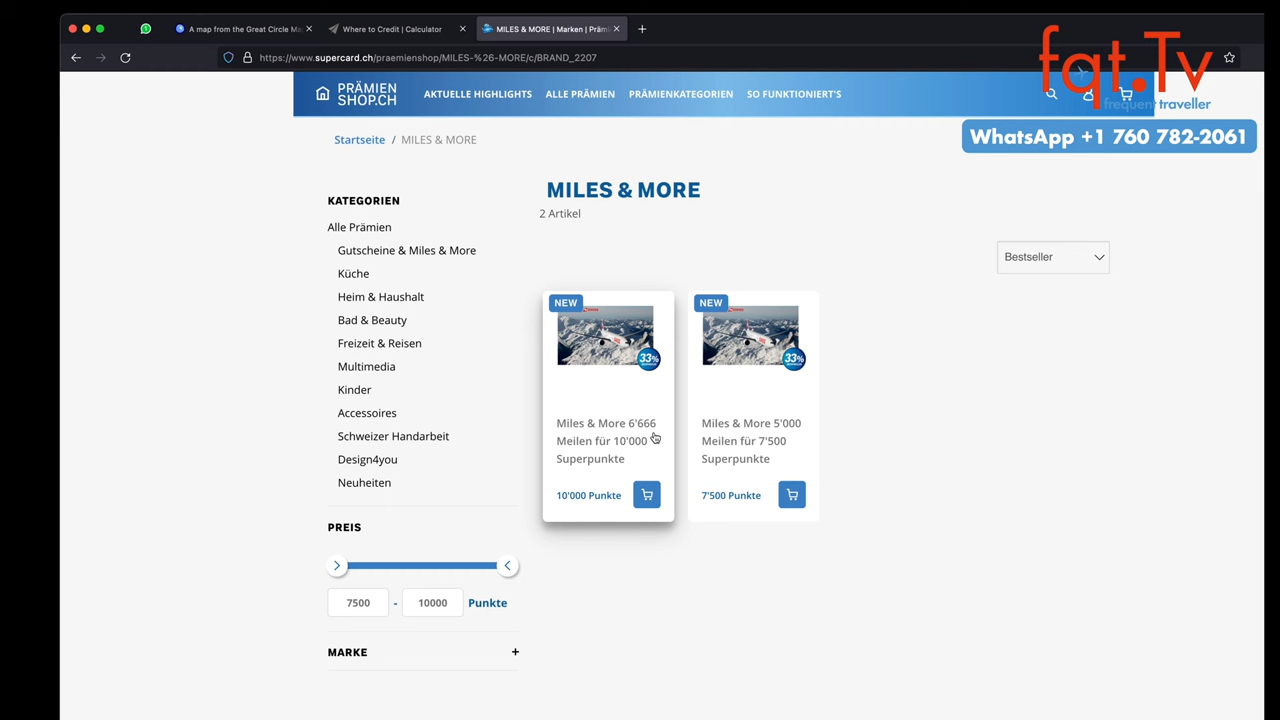 A map from the Great Circle Ma
Where to Credit | Calculator
MILES & MORE | Marken | Prämi
https://www.supercard.ch/praemienshop/MILES-%26-MORE/c/BRAND_2207
fqt.Tv
frequent traveller
WhatsApp +1 760 782-2061
PRÄMIEN
SHOP.CH
AKTUELLE HIGHLIGHTS
ALLE PRÄMIEN
PRÄMIENKATEGORIEN
SO FUNKTIONIERT'S
Startseite / MILES & MORE
KATEGORIEN
Alle Prämien
Gutscheine & Miles & More
Küche
Heim & Haushalt
Bad & Beauty
Freizeit & Reisen
Multimedia
Kinder
Accessoires
Schweizer Handarbeit
Design4you
Neuheiten
PREIS
7500 - 10000 Punkte
MARKE +
MILES & MORE
2 Artikel
Bestseller
NEW
33%
Miles & More 6'666
Meilen für 10'000
Superpunkte
10'000 Punkte
NEW
33%
Miles & More 5'000
Meilen für 7'500
Superpunkte
7'500 Punkte